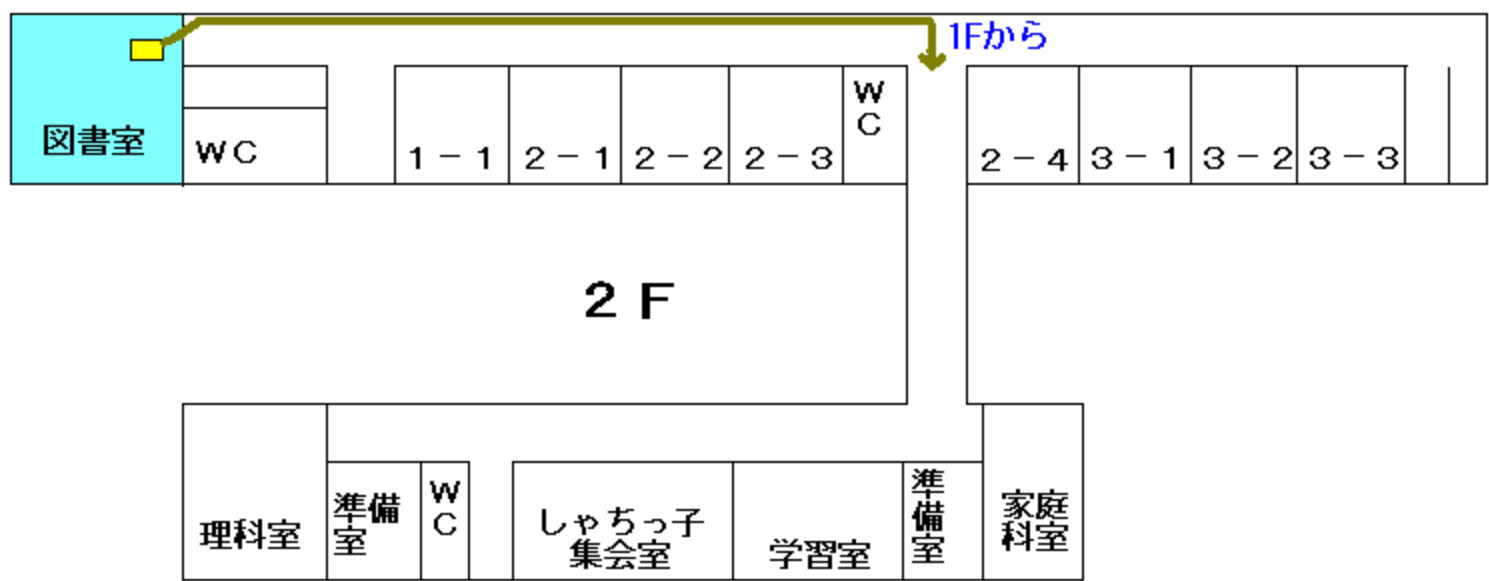 1Fから
図書室
WC
1－1
2－1
2－2
2－3
WC
2－4
3－1
3－2
3－3
2F
理科室
準備
室
WC
しゃちっ子
集会室
学習室
準備室
家庭
科室